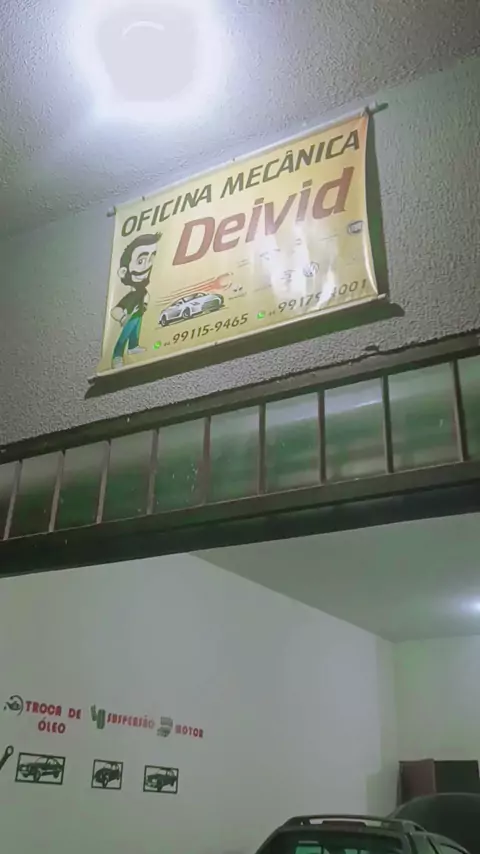 OFICINA MECÂNICA
Deivid
99115-9465
TROCA DE
ÓLEO
SUSPENSÃO
MOTOR